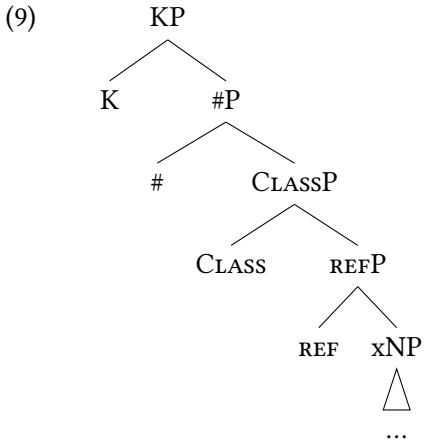 (9) KP
K #P
# CLASSP
CLASS REFP
REF xNP
...